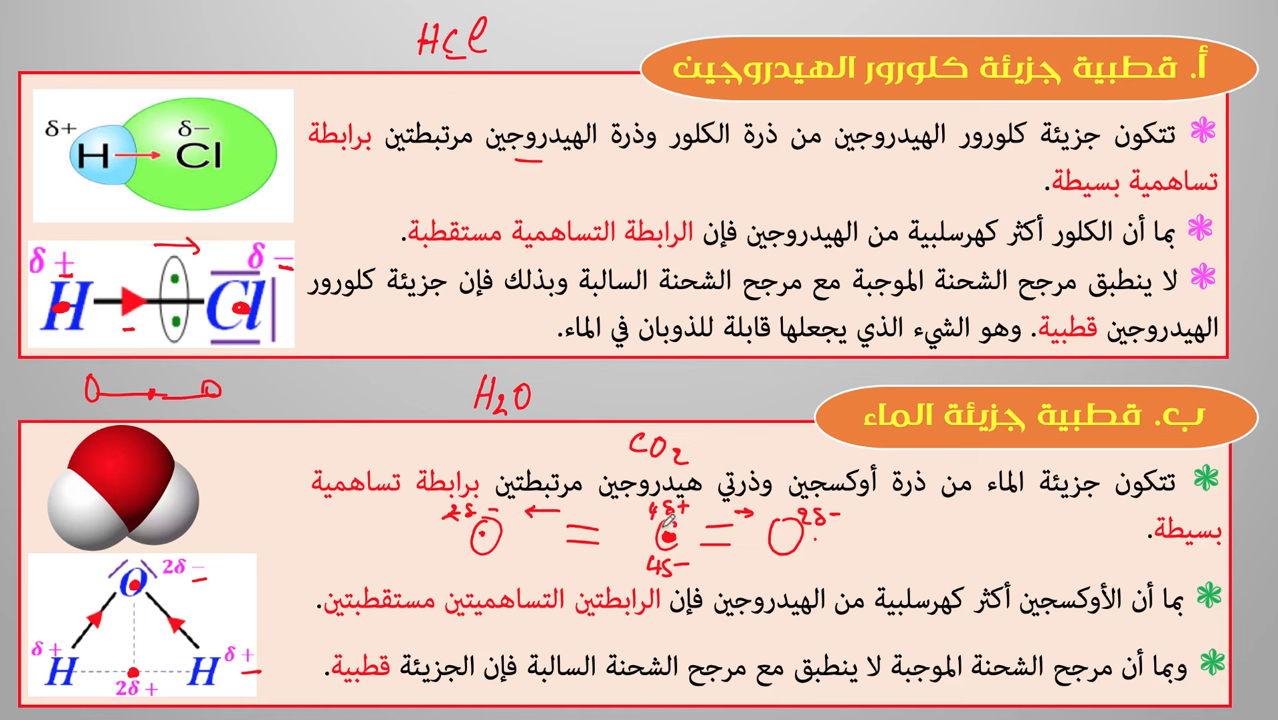 HCl
أ. قطبية جزيئة كلورور الهيدروجين
تتكون جزيئة كلورور الهيدروجين من ذرة الكلور وذرة الهيدروجين مرتبطتين برابطة
تساهمية بسيطة.
بما أن الكلور أكثر كهرسلبية من الهيدروجين فإن الرابطة التساهمية مستقطبة.
لا ينطبق مرجح الشحنة الموجبة مع مرجح الشحنة السالبة وبذلك فإن جزيئة كلورور
الهيدروجين قطبية. وهو الشيء الذي يجعلها قابلة للذوبان في الماء.
δ+ δ−
H Cl
δ+ δ−
H Cl
H2O
ب. قطبية جزيئة الماء
CO2
تتكون جزيئة الماء من ذرة أوكسجين وذرتي هيدروجين مرتبطتين برابطة تساهمية
بسيطة.
2δ− 4δ+ 2δ−
O = C = O
4δ−
بما أن الأوكسجين أكثر كهرسلبية من الهيدروجين فإن الرابطتين التساهميتين مستقطبتين.
وبما أن مرجح الشحنة الموجبة لا ينطبق مع مرجح الشحنة السالبة فإن الجزيئة قطبية.
O 2δ−
δ+ δ+
H H
2δ+